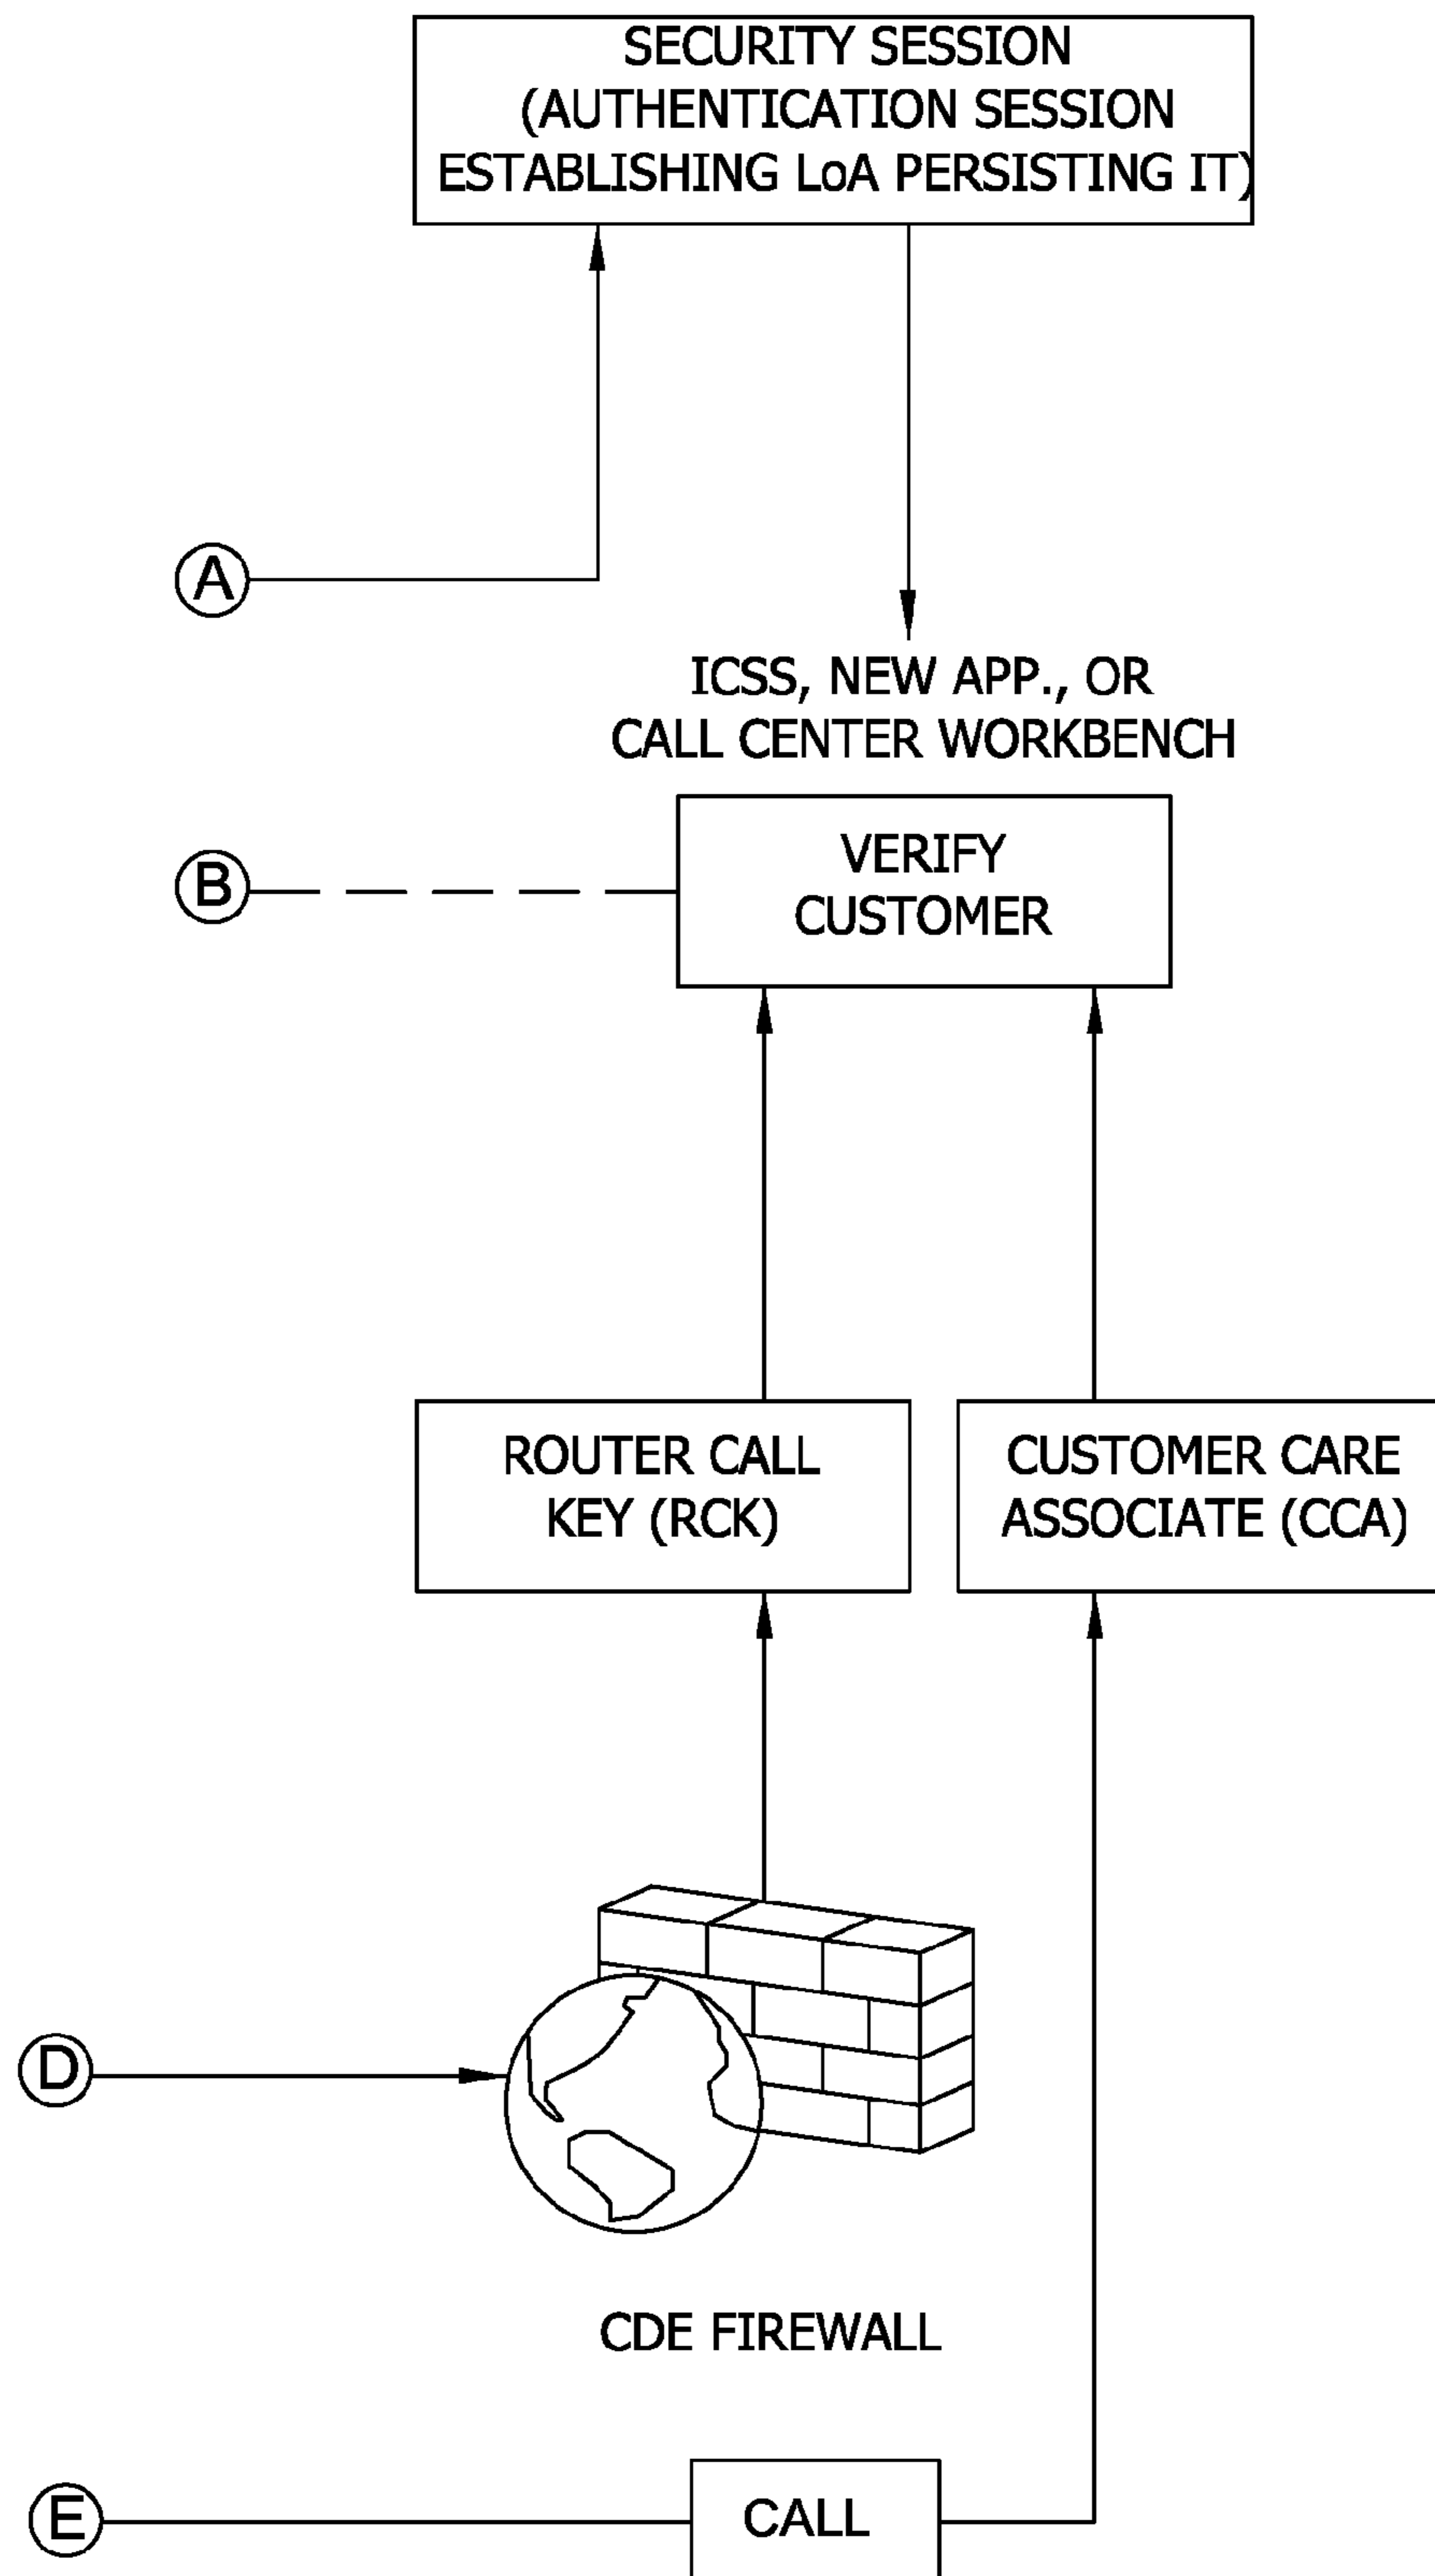 SECURITY SESSION
(AUTHENTICATION SESSION
ESTABLISHING LoA PERSISTING IT)
A
ICSS, NEW APP., OR
CALL CENTER WORKBENCH
B
VERIFY
CUSTOMER
ROUTER CALL
KEY (RCK)
CUSTOMER CARE
ASSOCIATE (CCA)
D
CDE FIREWALL
E
CALL